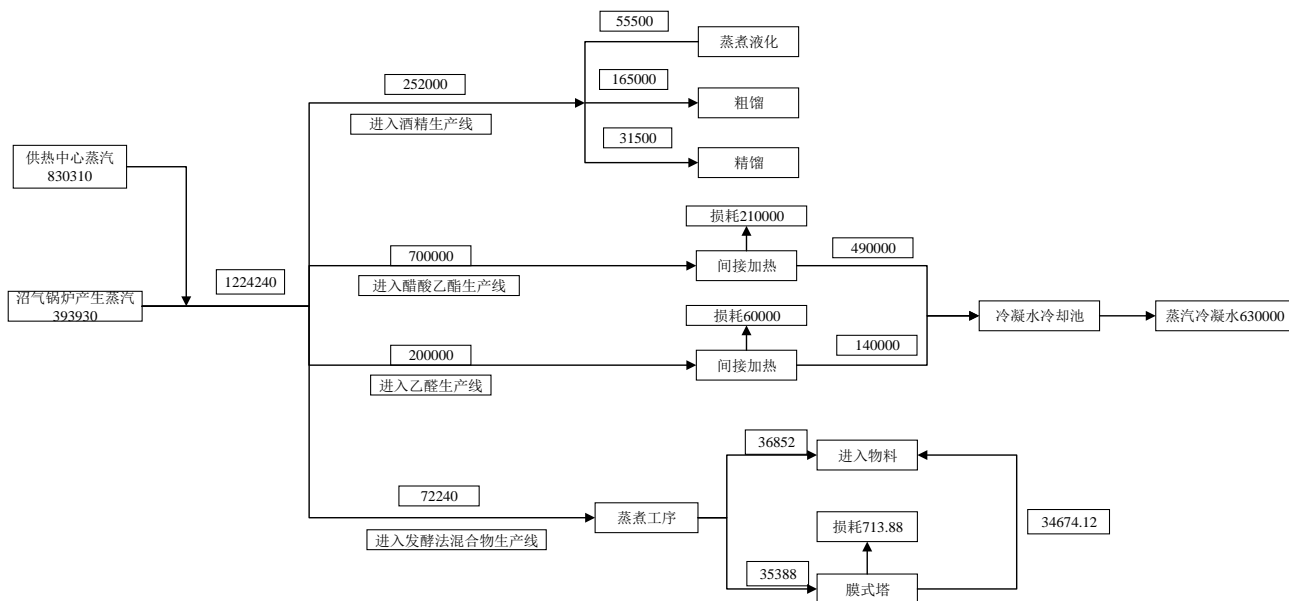 55500
蒸煮液化
252000
165000
粗馏
进入酒精生产线
31500
精馏
供热中心蒸汽
830310
损耗210000
700000
间接加热
490000
进入醋酸乙酯生产线
1224240
沼气锅炉产生蒸汽
393930
冷凝水冷却池
蒸汽冷凝水630000
损耗60000
200000
间接加热
140000
进入乙醛生产线
36852
进入物料
72240
蒸煮工序
进入发酵法混合物生产线
34674.12
损耗713.88
35388
膜式塔